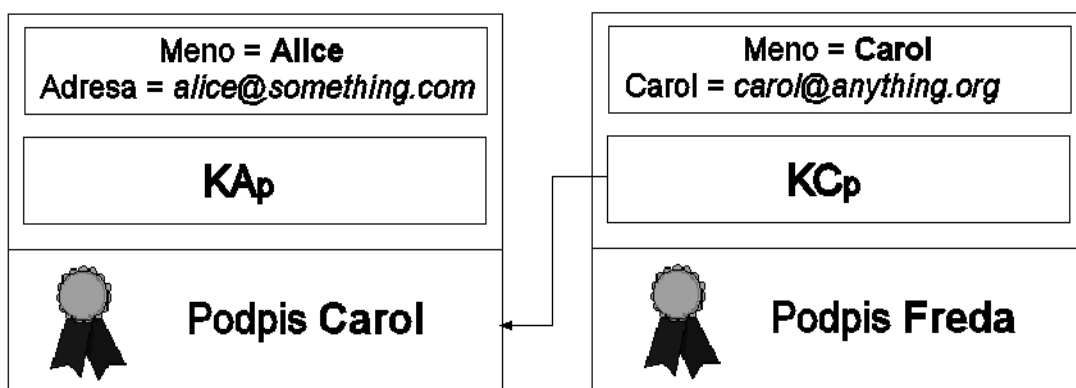 Meno = Alice
Adresa = alice@something.com
KAp
Podpis Carol
Meno = Carol
Carol = carol@anything.org
KCp
Podpis Freda